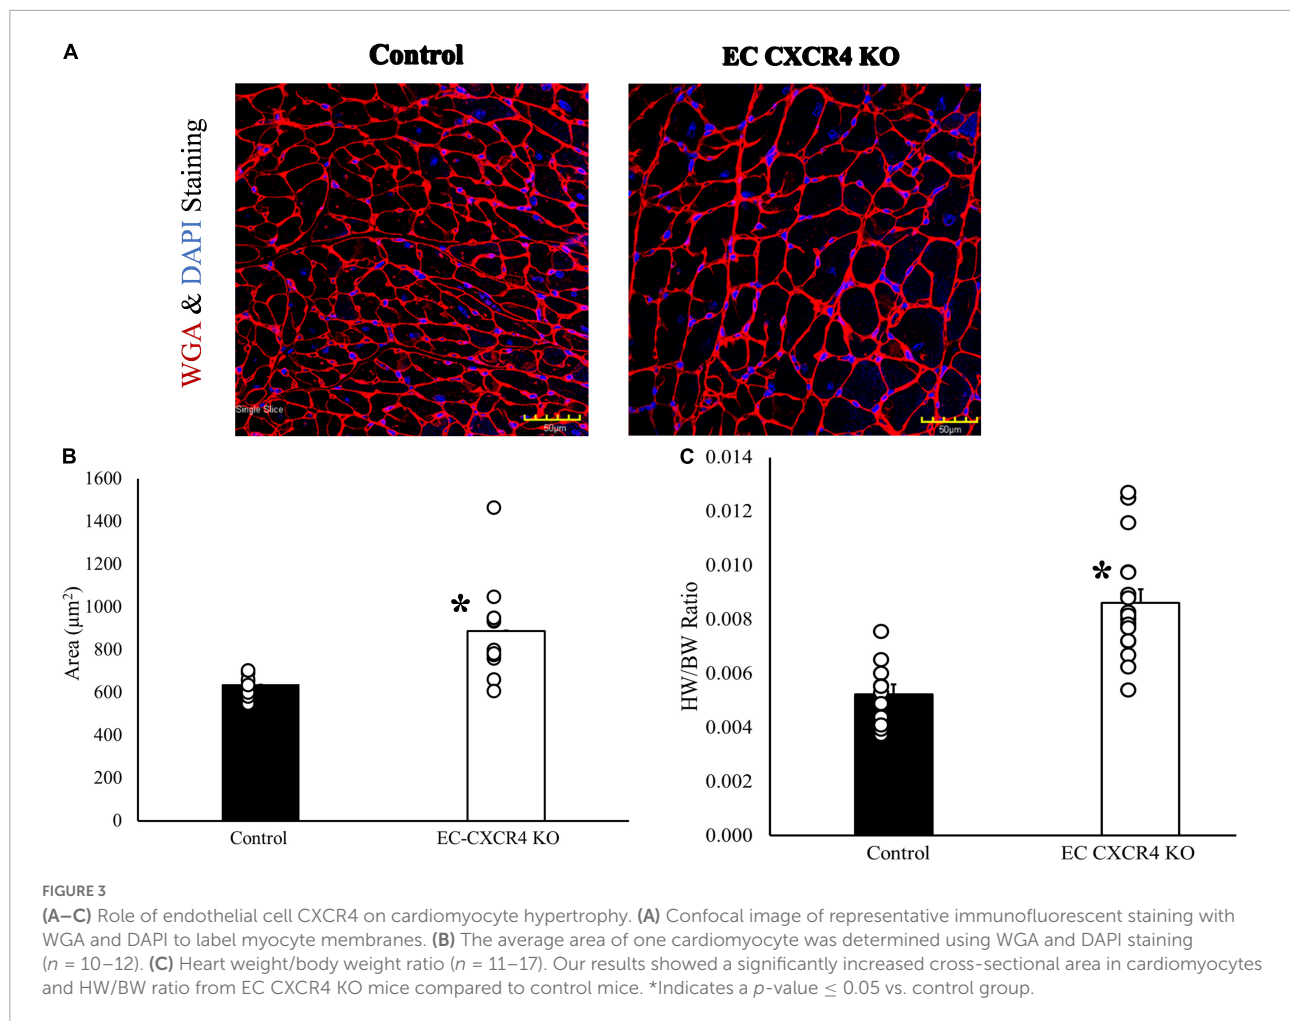 A
Control
EC CXCR4 KO
WGA & DAPI Staining
Single Slice
50µm
50µm
B
1600
1400
1200
1000
800
600
400
200
0
Area (µm²)
*
Control
EC-CXCR4 KO
C
0.014
0.012
0.010
0.008
0.006
0.004
0.002
0.000
HW/BW Ratio
*
Control
EC CXCR4 KO
FIGURE 3
(A–C) Role of endothelial cell CXCR4 on cardiomyocyte hypertrophy. (A) Confocal image of representative immunofluorescent staining with
WGA and DAPI to label myocyte membranes. (B) The average area of one cardiomyocyte was determined using WGA and DAPI staining
(n = 10–12). (C) Heart weight/body weight ratio (n = 11–17). Our results showed a significantly increased cross-sectional area in cardiomyocytes
and HW/BW ratio from EC CXCR4 KO mice compared to control mice. *Indicates a p-value ≤ 0.05 vs. control group.